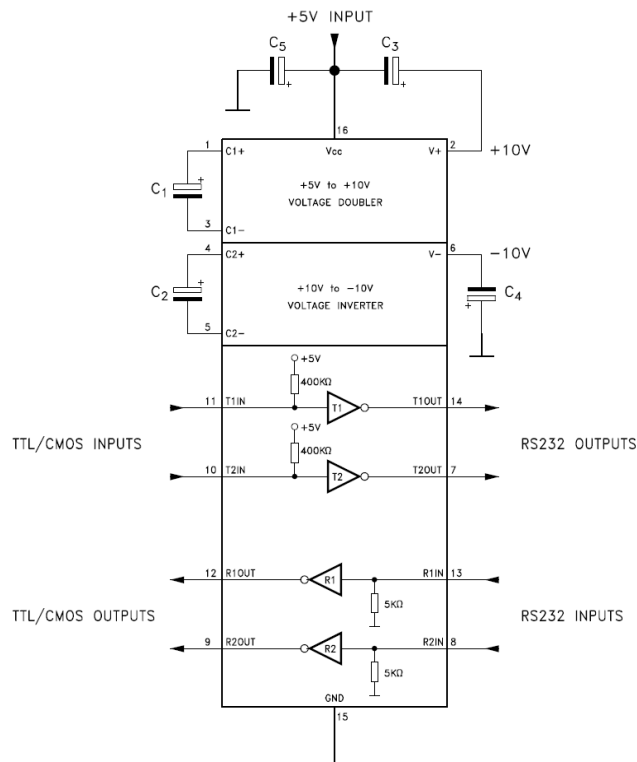 +5V INPUT
C5 C3
+ +
16
1 C1+ Vcc V+ 2 +10V
+
C1
+5V to +10V
VOLTAGE DOUBLER
3 C1-
4 C2+ V- 6 -10V
+
C2
+10V to -10V
VOLTAGE INVERTER
C4
+
5 C2-
+5V
400KΩ
11 T1IN T1 T1OUT 14
+5V
TTL/CMOS INPUTS RS232 OUTPUTS
400KΩ
10 T2IN T2 T2OUT 7
12 R1OUT R1 R1IN 13
5KΩ
TTL/CMOS OUTPUTS RS232 INPUTS
9 R2OUT R2 R2IN 8
5KΩ
GND
15